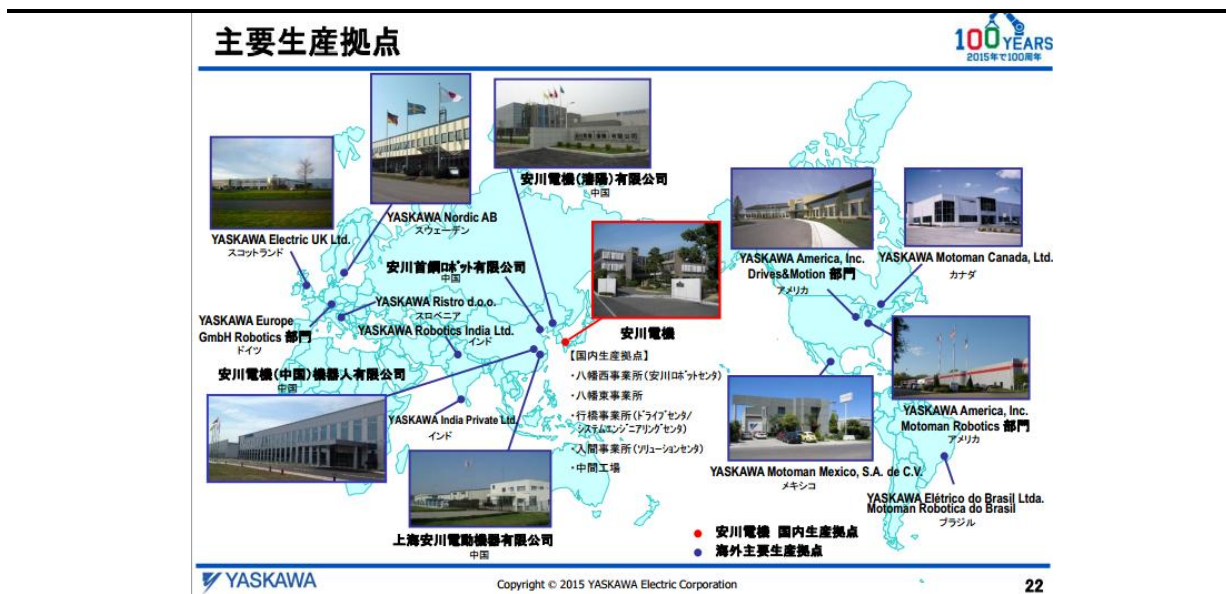 主要生産拠点
100 YEARS
2015年で100周年
安川電機(瀋陽)有限公司
中国
YASKAWA Nordic AB
スウェーデン
YASKAWA Electric UK Ltd.
スコットランド
安川首鋼ロボット有限公司
中国
YASKAWA America, Inc.
Drives&Motion 部門
アメリカ
YASKAWA Motoman Canada, Ltd.
カナダ
YASKAWA Ristro d.o.o.
スロベニア
YASKAWA Europe
GmbH Robotics 部門
ドイツ
YASKAWA Robotics India Ltd.
インド
安川電機
【国内生産拠点】
・八幡西事業所(安川ロボットセンタ)
・八幡東事業所
・行橋事業所(ドライブセンタ/
システムエンジニアリングセンタ)
・入間事業所(ソリューションセンタ)
・中間工場
安川電機(中国)機器人有限公司
中国
YASKAWA India Private Ltd.
インド
YASKAWA America, Inc.
Motoman Robotics 部門
アメリカ
YASKAWA Motoman Mexico, S.A. de C.V.
メキシコ
YASKAWA Elétrico do Brasil Ltda.
Motoman Robotica do Brasil
ブラジル
上海安川電動機器有限公司
中国
● 安川電機 国内生産拠点
● 海外主要生産拠点
YASKAWA
Copyright © 2015 YASKAWA Electric Corporation
22